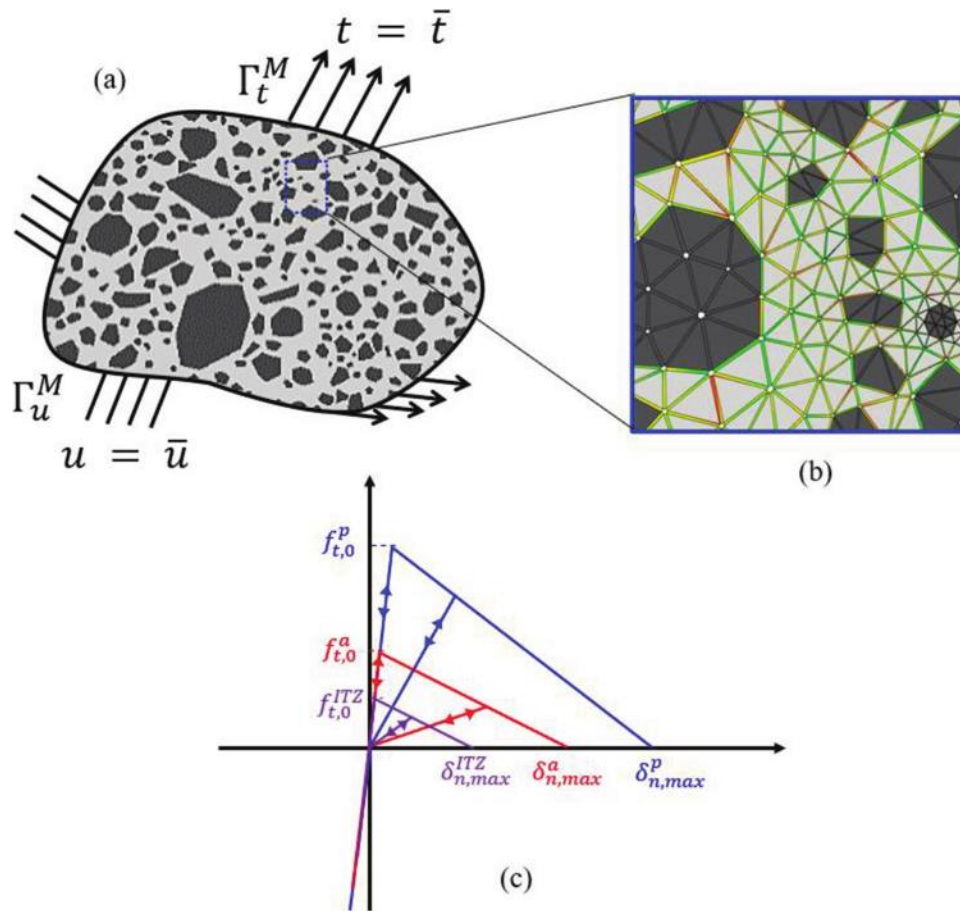 t = t̄
(a)
Γ_t^M
Γ_u^M
u = ū
(b)
f_{t,0}^p
f_{t,0}^a
f_{t,0}^{ITZ}
δ_{n,max}^{ITZ} δ_{n,max}^a δ_{n,max}^p
(c)